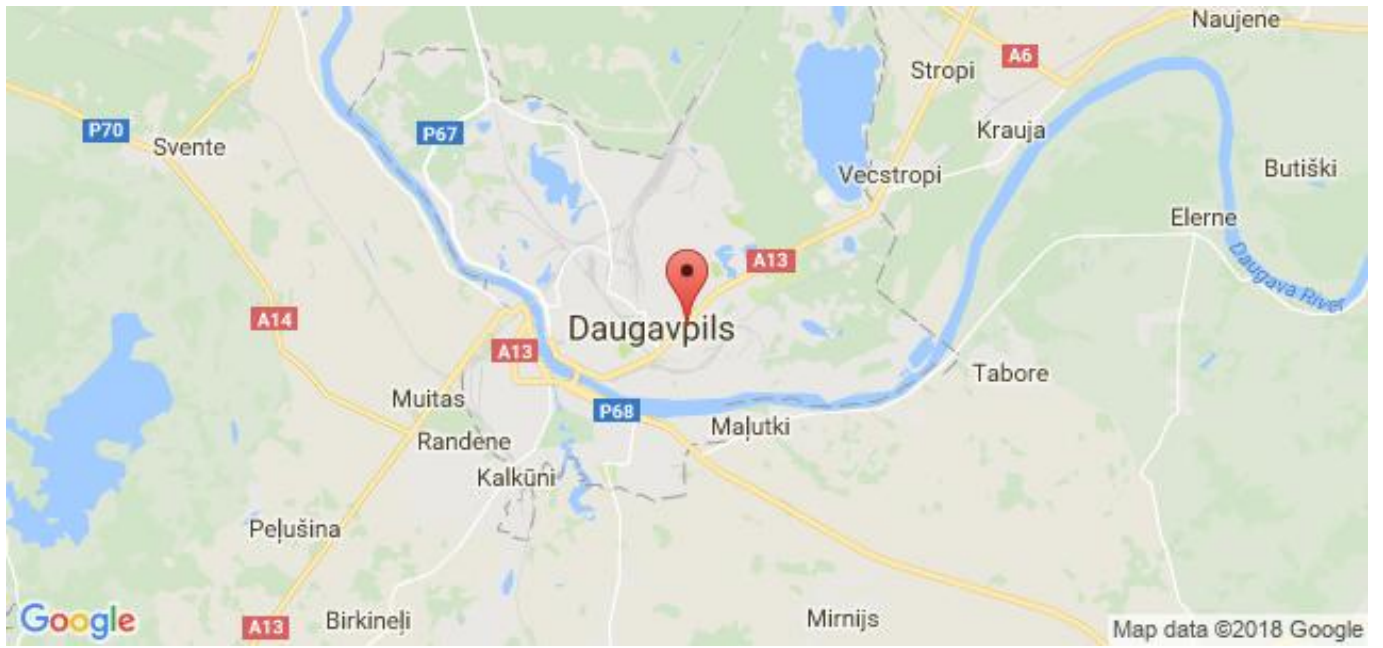 Naujene
A6
Stropi
P70
P67
Krauja
Svente
Butiški
Vecstropi
Elerne
Daugava River
A13
A14
Daugavpils
A13
Tabore
Muitas
P68
Maļutki
Randene
Kalkūni
Peļušina
Google
A13
Birkineļi
Mirnijs
Map data ©2018 Google